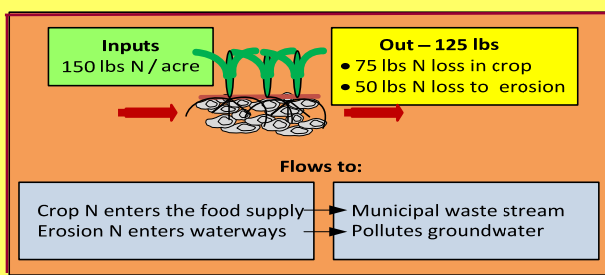 Inputs
150 lbs N / acre
Out – 125 lbs
● 75 lbs N loss in crop
● 50 lbs N loss to erosion
Flows to:
Crop N enters the food supply
Erosion N enters waterways
Municipal waste stream
Pollutes groundwater